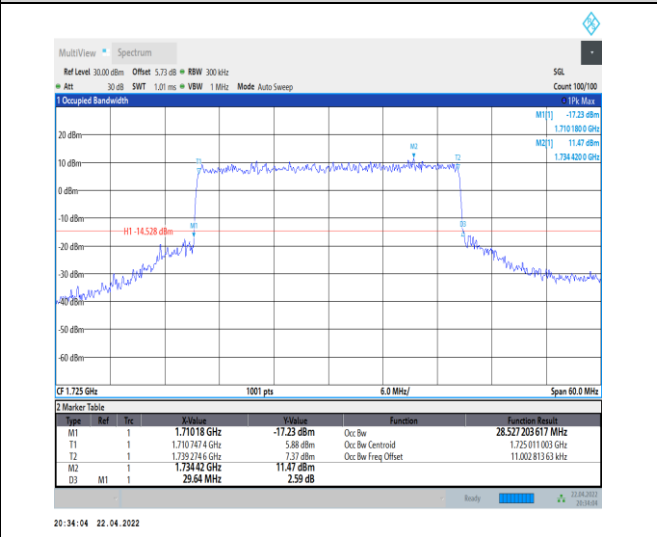 MultiView Spectrum
Ref Level 30.00 dBm Offset 5.73 dB RBW 300 kHz SGL
Att 30 dB SWT 1.01 ms VBW 1 MHz Mode Auto Sweep Count 100/100
1 Occupied Bandwidth 1Pk Max
M1[1] -17.23 dBm
1.710 180 0 GHz
M2[1] 11.47 dBm
1.734 420 0 GHz
20 dBm
M2
T1 T2
10 dBm
0 dBm
-10 dBm
H1 -14.528 dBm M1 D3
-20 dBm
-30 dBm
-40 dBm
-50 dBm
-60 dBm
CF 1.725 GHz 1001 pts 6.0 MHz/ Span 60.0 MHz
2 Marker Table
Type Ref Trc X-Value Y-Value Function Function Result
M1 1 1.71018 GHz -17.23 dBm Occ Bw 28.527 203 617 MHz
T1 1 1.710 747 4 GHz 5.88 dBm Occ Bw Centroid 1.725 011 003 GHz
T2 1 1.739 274 6 GHz 7.37 dBm Occ Bw Freq Offset 11.002 813 63 kHz
M2 1 1.734 42 GHz 11.47 dBm
D3 M1 1 29.64 MHz 2.59 dB
Ready 22.04.2022
20:34:04
20:34:04 22.04.2022